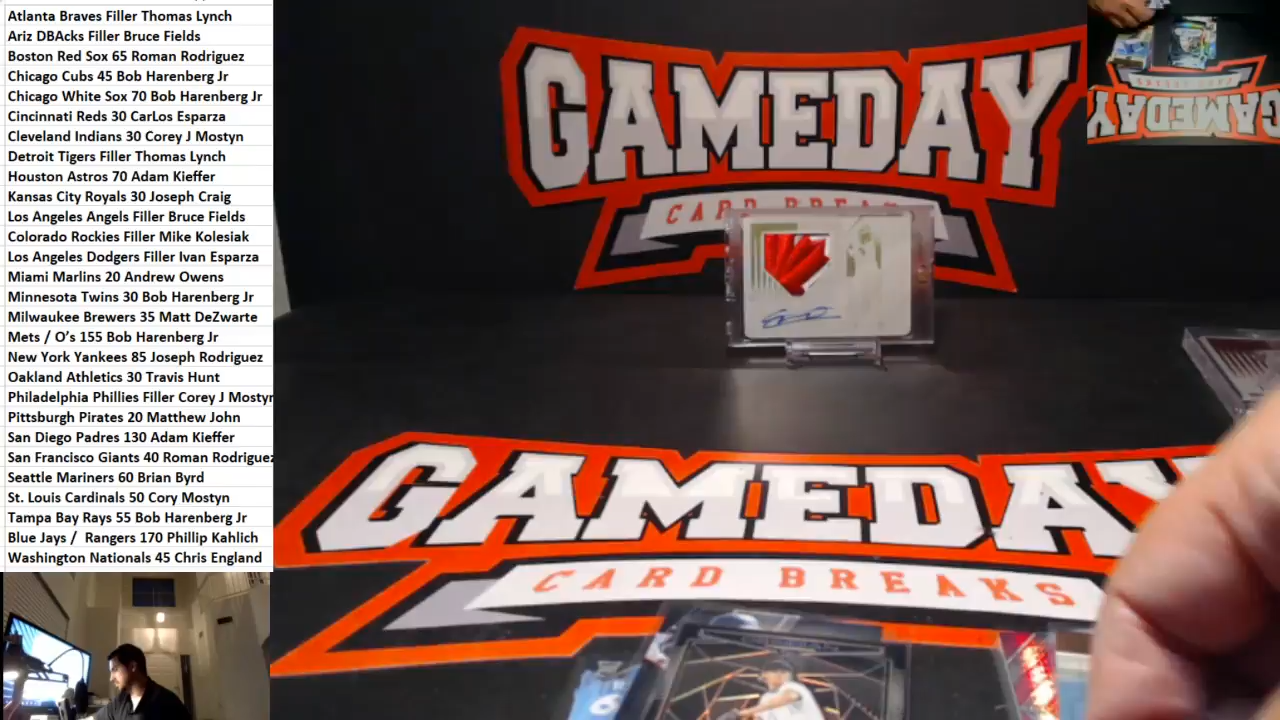 Atlanta Braves Filler Thomas Lynch
Ariz DBAcks Filler Bruce Fields
Boston Red Sox 65 Roman Rodriguez
Chicago Cubs 45 Bob Harenberg Jr
Chicago White Sox 70 Bob Harenberg Jr
Cincinnati Reds 30 CarLos Esparza
Cleveland Indians 30 Corey J Mostyn
Detroit Tigers Filler Thomas Lynch
Houston Astros 70 Adam Kieffer
Kansas City Royals 30 Joseph Craig
Los Angeles Angels Filler Bruce Fields
Colorado Rockies Filler Mike Kolesiak
Los Angeles Dodgers Filler Ivan Esparza
Miami Marlins 20 Andrew Owens
Minnesota Twins 30 Bob Harenberg Jr
Milwaukee Brewers 35 Matt DeZwarte
Mets / O's 155 Bob Harenberg Jr
New York Yankees 85 Joseph Rodriguez
Oakland Athletics 30 Travis Hunt
Philadelphia Phillies Filler Corey J Mostyn
Pittsburgh Pirates 20 Matthew John
San Diego Padres 130 Adam Kieffer
San Francisco Giants 40 Roman Rodriguez
Seattle Mariners 60 Brian Byrd
St. Louis Cardinals 50 Cory Mostyn
Tampa Bay Rays 55 Bob Harenberg Jr
Blue Jays /  Rangers 170 Phillip Kahlich
Washington Nationals 45 Chris England
GAMEDAY
CARD BREAK
GAMEDAY
CARD BREAKS
GAMEDAY